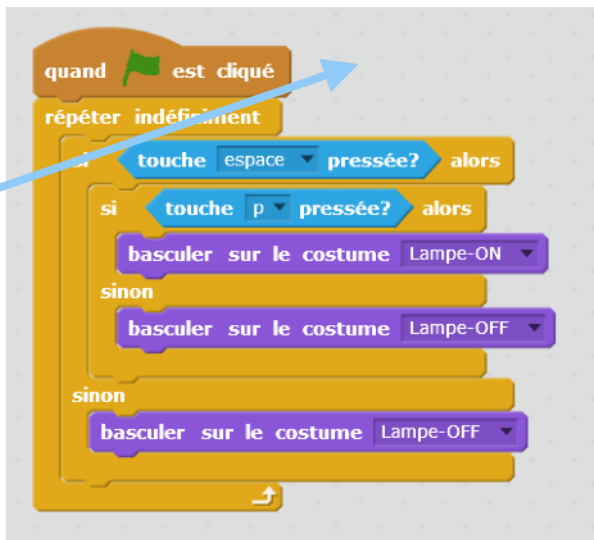 quand est cliqué
répéter indéfiniment
si touche espace pressée? alors
si touche p pressée? alors
basculer sur le costume Lampe-ON
sinon
basculer sur le costume Lampe-OFF
sinon
basculer sur le costume Lampe-OFF